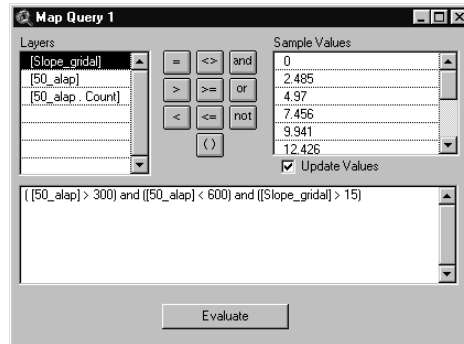 Map Query 1
Layers
[Slope_gridal]
[50_alap]
[50_alap . Count]
= <> and
> >= or
< <= not
( )
Sample Values
0
2.485
4.97
7.456
9.941
12.426
Update Values
( [50_alap] > 300) and ([50_alap] < 600) and ([Slope_gridal] > 15)
Evaluate